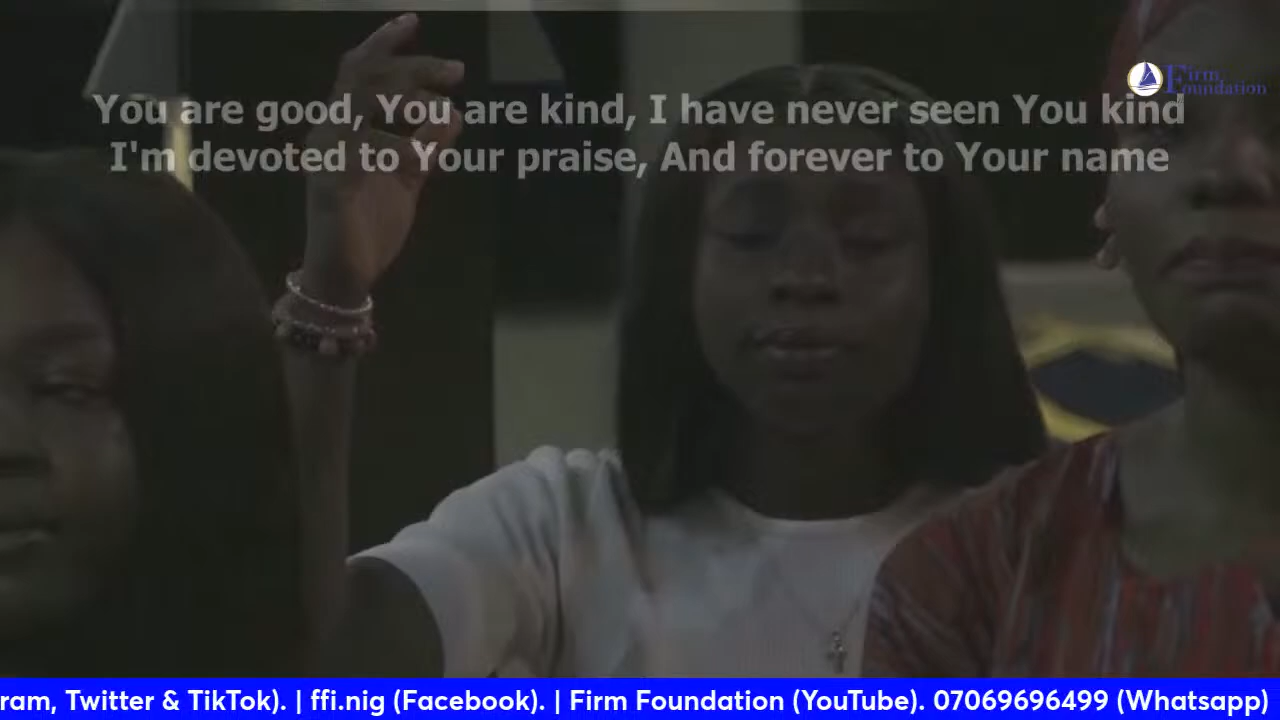 Firm
Foundation
You are good, You are kind, I have never seen You kind
I'm devoted to Your praise, And forever to Your name
ram, Twitter & TikTok). | ffi.nig (Facebook). | Firm Foundation (YouTube). 07069696499 (Whatsapp)